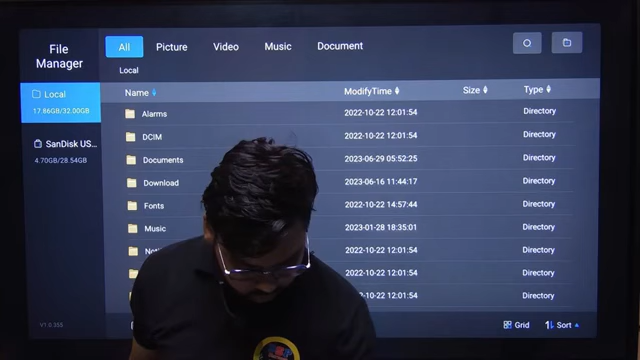 File Manager
All Picture Video Music Document
Local
Local
17.86GB/32.00GB
SanDisk US...
4.70GB/28.54GB
Name ModifyTime Size Type
Alarms 2022-10-22 12:01:54 Directory
DCIM 2022-10-22 12:01:54 Directory
Documents 2023-06-29 05:52:25 Directory
Download 2023-06-16 11:44:17 Directory
Fonts 2022-10-22 14:57:44 Directory
Music 2023-01-28 18:35:01 Directory
2022-10-22 12:01:54 Directory
2022-10-22 12:01:54 Directory
2022-10-22 12:01:54 Directory
V1.0.355
Grid Sort